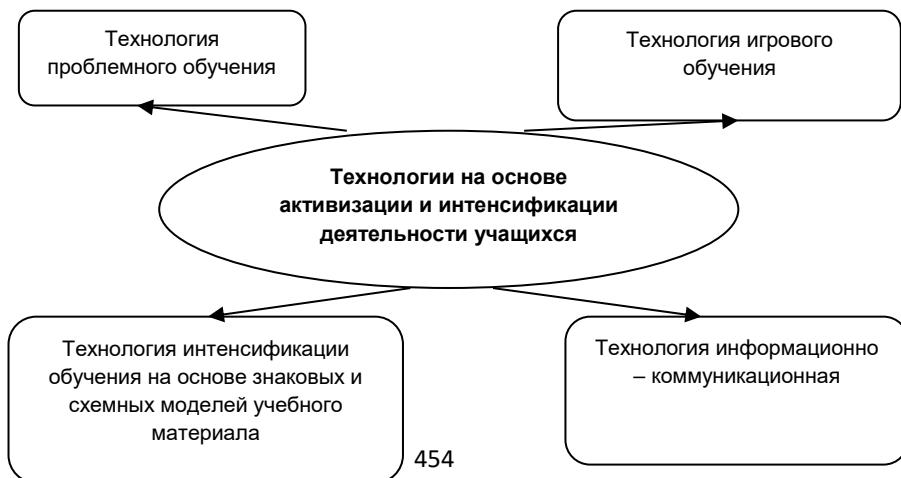 Технология
проблемного обучения
Технология игрового
обучения
Технологии на основе
активизации и интенсификации
деятельности учащихся
Технология интенсификации
обучения на основе знаковых и
схемных моделей учебного
материала
Технология информационно
– коммуникационная
454